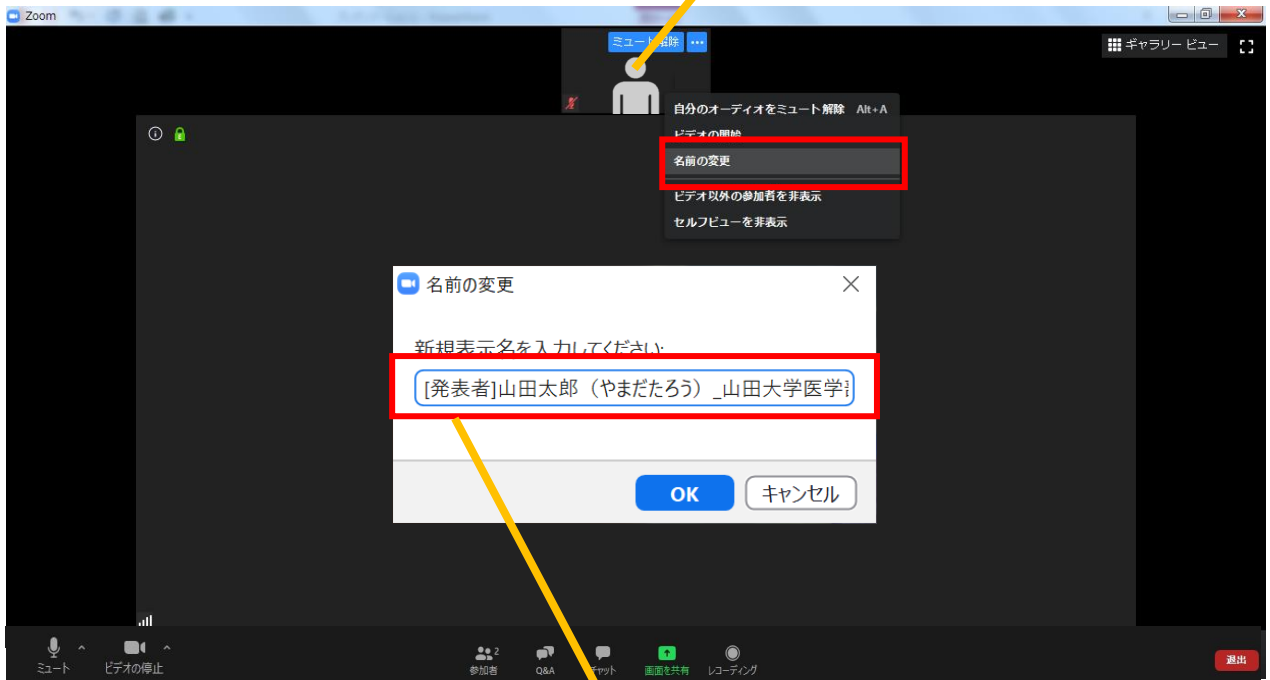 Zoom
ミュート解除 …
ギャラリー ビュー
自分のオーディオをミュート解除 Alt+A
ビデオの開始
名前の変更
ビデオ以外の参加者を非表示
セルフビューを非表示
名前の変更
新規表示名を入力してください:
[発表者]山田太郎（やまだたろう）_山田大学医学
OK キャンセル
2
ミュート ビデオの停止 参加者 Q&A チャット 画面を共有 レコーディング 退出